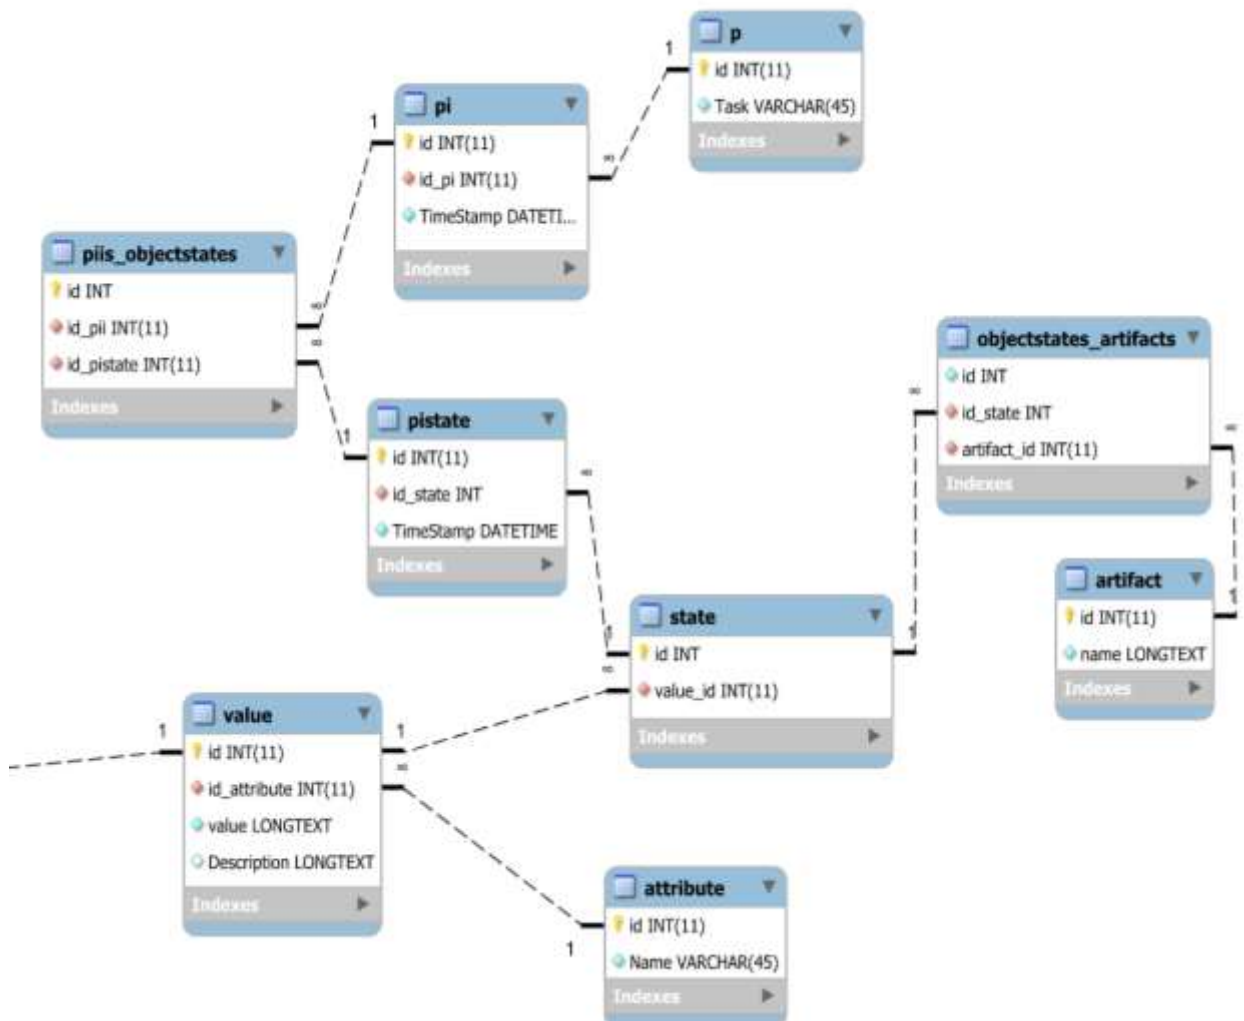 p
id INT(11)
Task VARCHAR(45)
Indexes
1
∞
pi
id INT(11)
id_pi INT(11)
TimeStamp DATETI...
Indexes
1
∞
piis_objectstates
id INT
id_pii INT(11)
id_pistate INT(11)
Indexes
∞
1
pistate
id INT(11)
id_state INT
TimeStamp DATETIME
Indexes
∞
1
objectstates_artifacts
id INT
id_state INT
artifact_id INT(11)
Indexes
∞
1
∞
1
artifact
id INT(11)
name LONGTEXT
Indexes
state
id INT
value_id INT(11)
Indexes
∞
1
value
id INT(11)
id_attribute INT(11)
value LONGTEXT
Description LONGTEXT
Indexes
1
∞
1
attribute
id INT(11)
Name VARCHAR(45)
Indexes